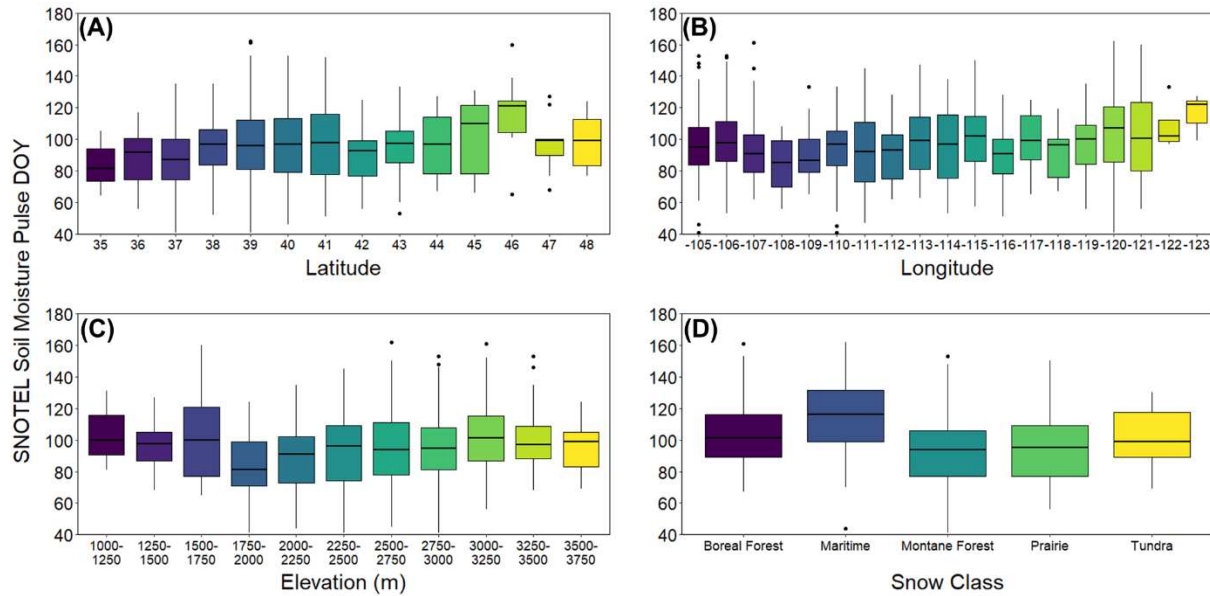 SNOTEL Soil Moisture Pulse DOY
(A)
180
160
140
120
100
80
60
40
35 36 37 38 39 40 41 42 43 44 45 46 47 48
Latitude
(B)
180
160
140
120
100
80
60
40
-105 -106 -107 -108 -109 -110 -111 -112 -113 -114 -115 -116 -117 -118 -119 -120 -121 -122 -123
Longitude
(C)
180
160
140
120
100
80
60
40
1000- 1250- 1500- 1750- 2000- 2250- 2500- 2750- 3000- 3250- 3500-
1250 1500 1750 2000 2250 2500 2750 3000 3250 3500 3750
Elevation (m)
(D)
180
160
140
120
100
80
60
40
Boreal Forest Maritime Montane Forest Prairie Tundra
Snow Class